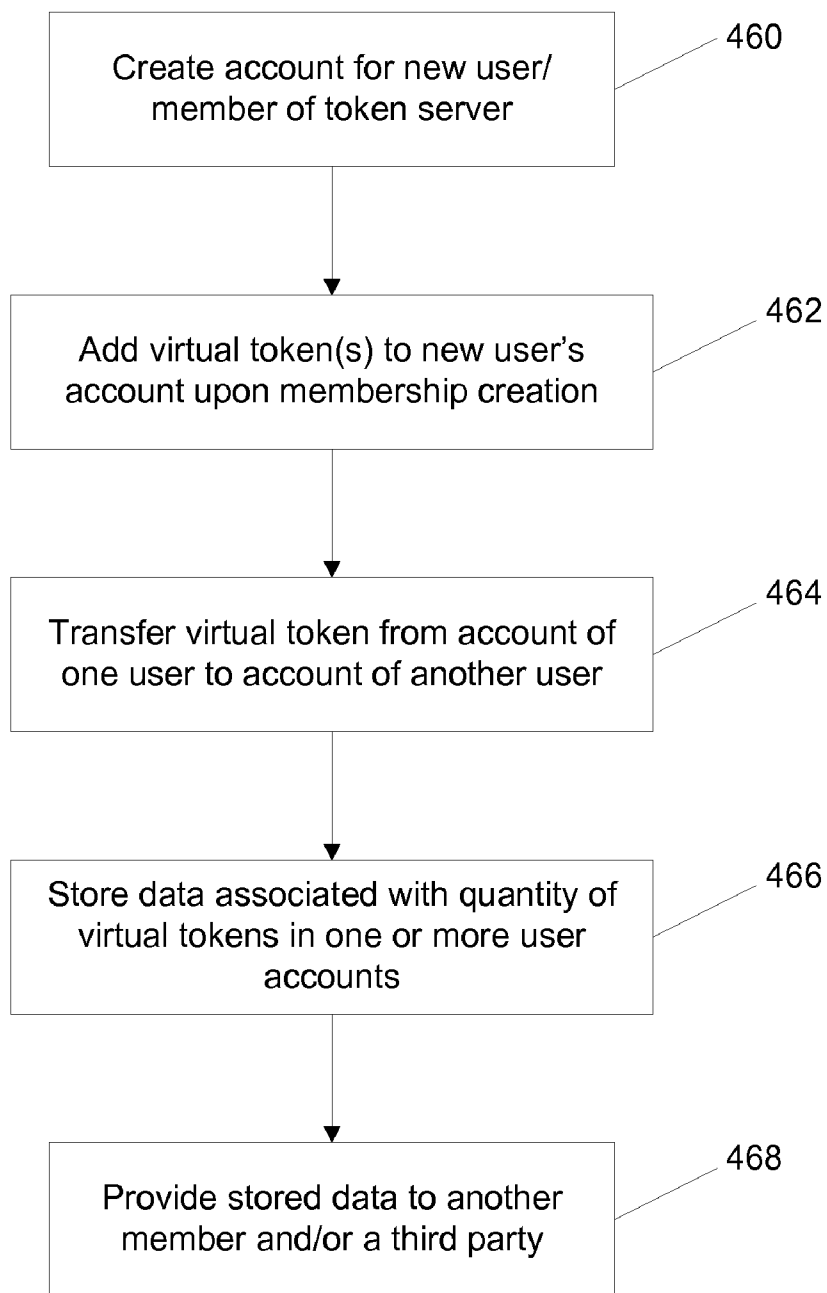 460
Create account for new user/
member of token server
462
Add virtual token(s) to new user’s
account upon membership creation
464
Transfer virtual token from account of
one user to account of another user
466
Store data associated with quantity of
virtual tokens in one or more user
accounts
468
Provide stored data to another
member and/or a third party